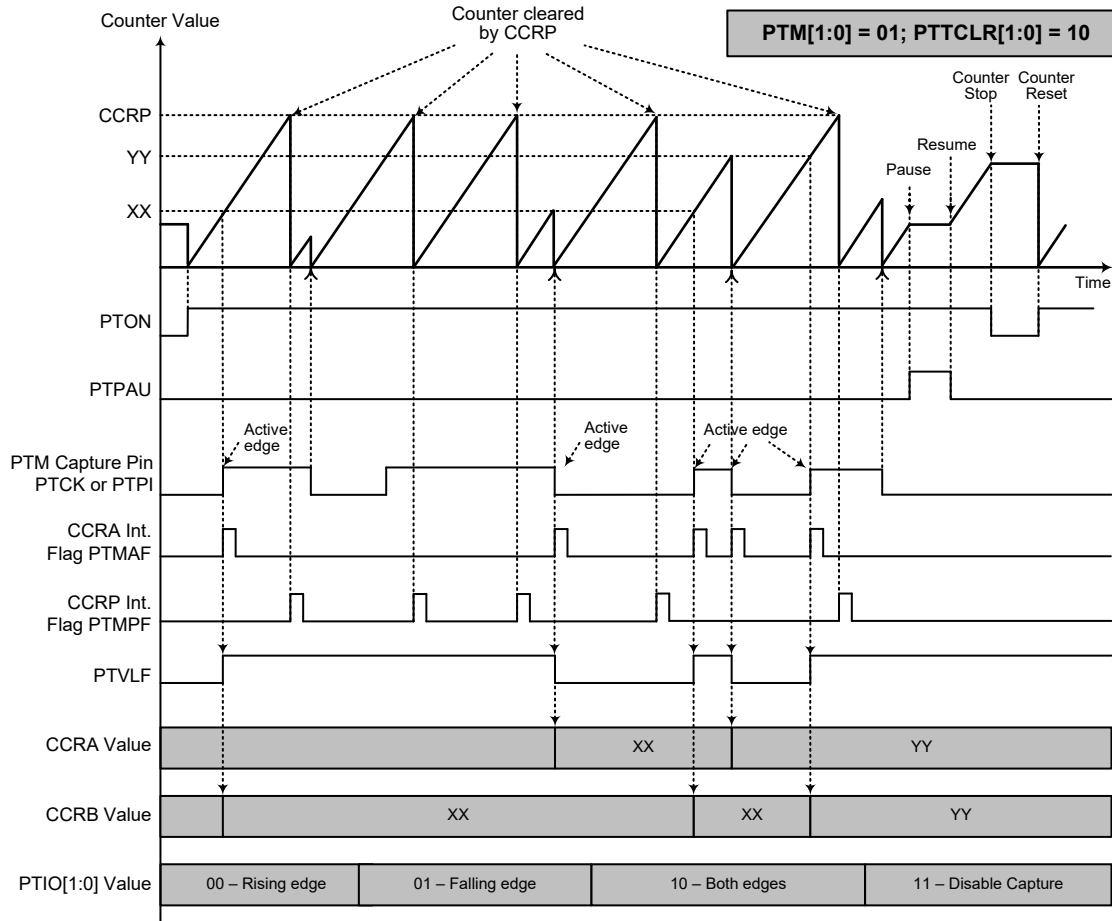 Counter Value
Counter cleared
by CCRP
PTM[1:0] = 01; PTTCLR[1:0] = 10
Counter
Stop
Counter
Reset
CCRP
YY
XX
Pause
Resume
Time
PTON
PTPAU
Active
edge
Active
edge
Active edge
PTM Capture Pin
PTCK or PTPI
CCRA Int.
Flag PTMAF
CCRP Int.
Flag PTMPF
PTVLF
CCRA Value
XX
YY
CCRB Value
XX
XX
YY
PTIO[1:0] Value
00 – Rising edge
01 – Falling edge
10 – Both edges
11 – Disable Capture